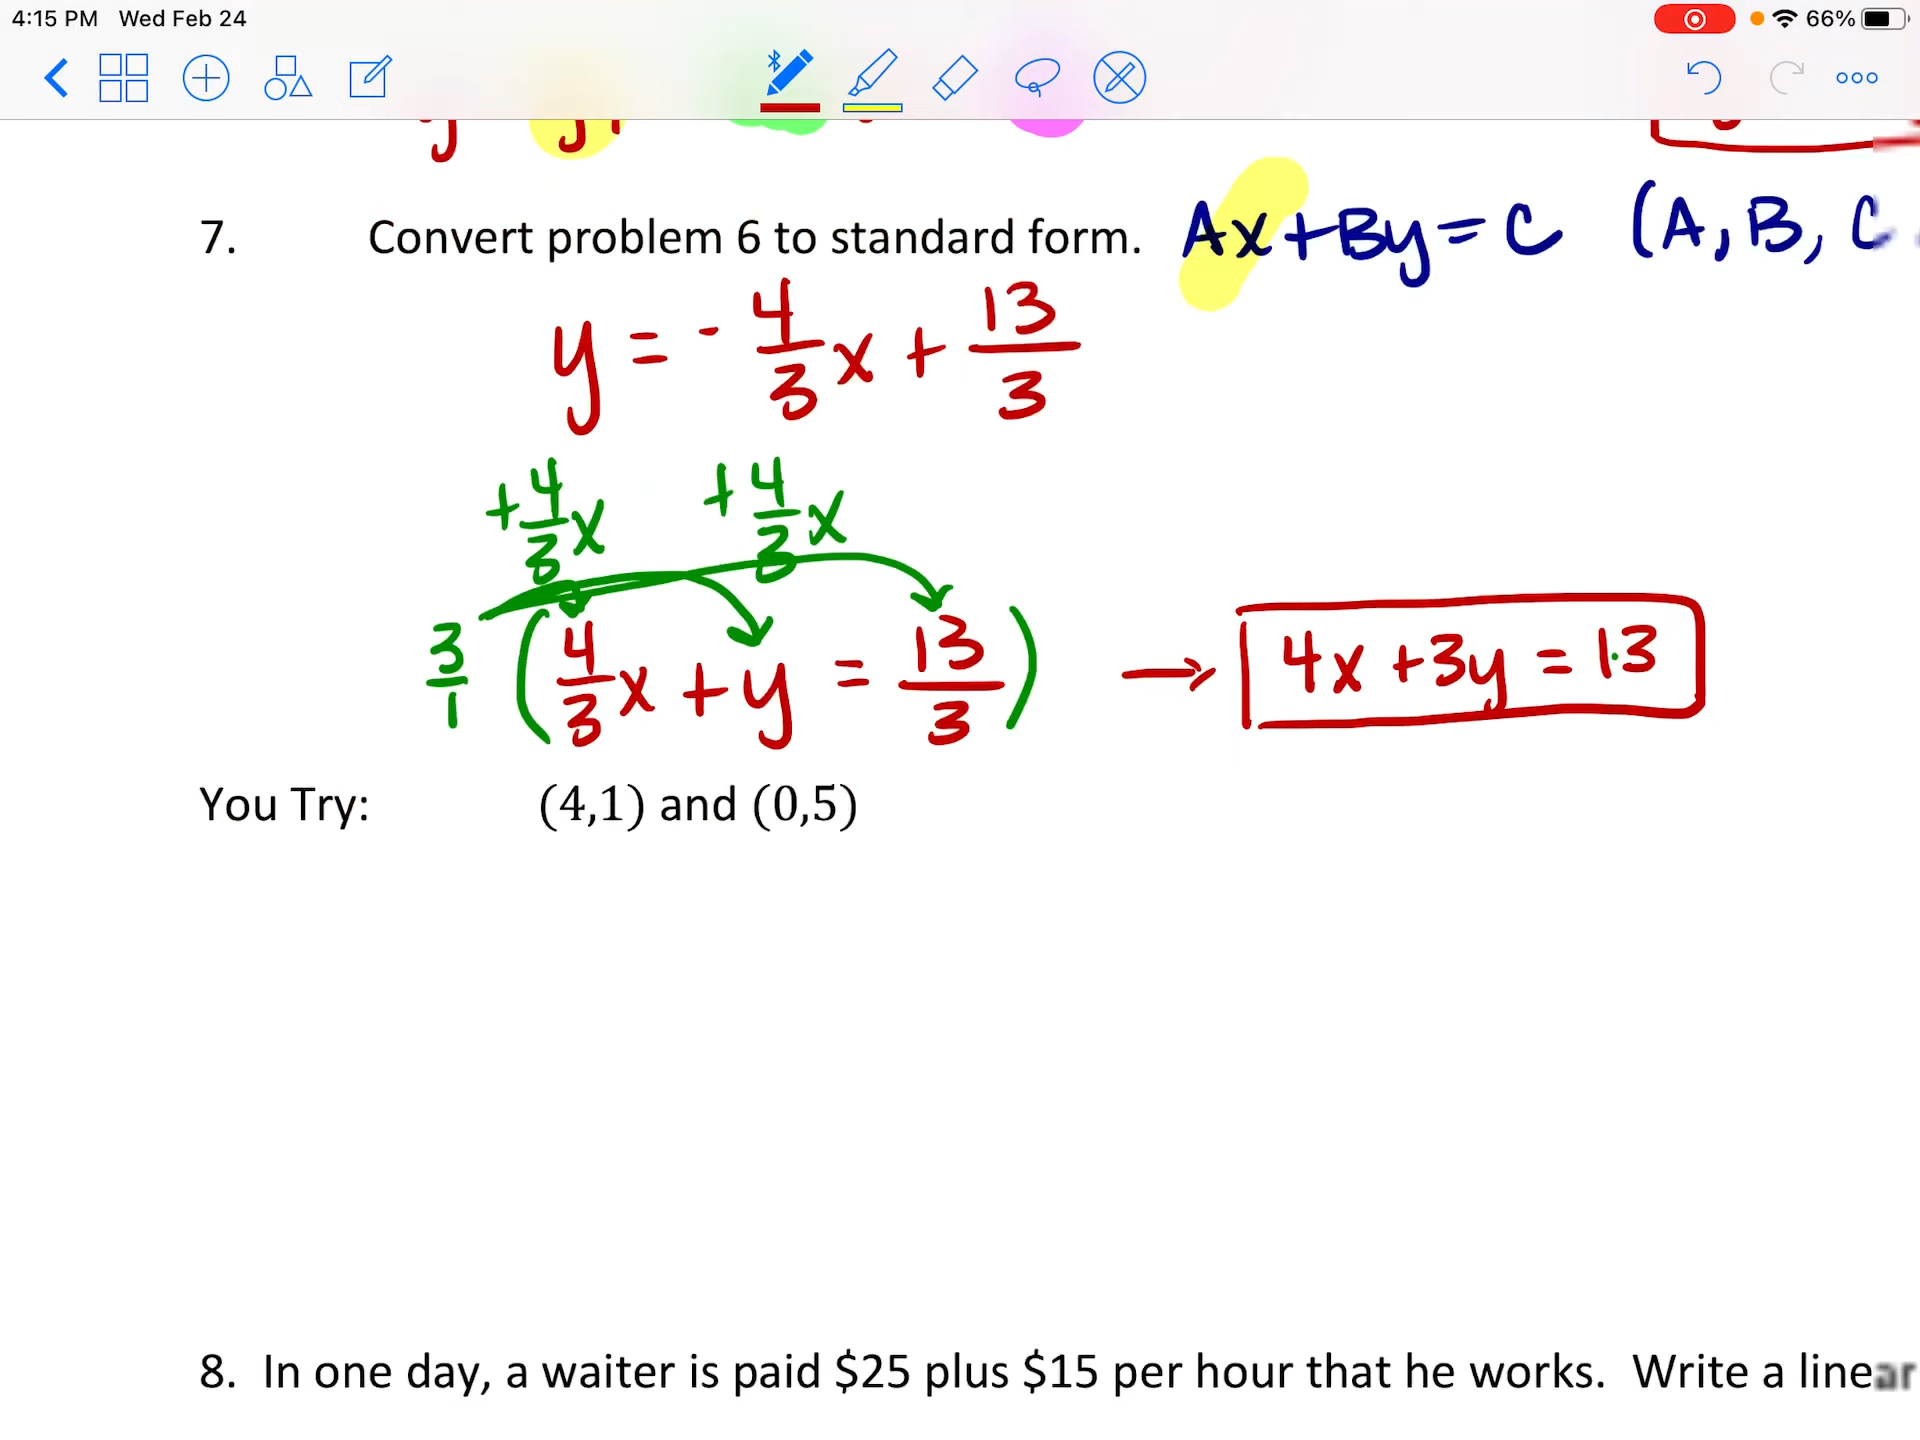 4:15 PM Wed Feb 24 66%
7. Convert problem 6 to standard form. Ax+By=C (A, B, C
y = -4/3x + 13/3
+4/3x +4/3x
3/1 (4/3x + y = 13/3) → 4x + 3y = 13
You Try: (4,1) and (0,5)
8. In one day, a waiter is paid $25 plus $15 per hour that he works. Write a linear